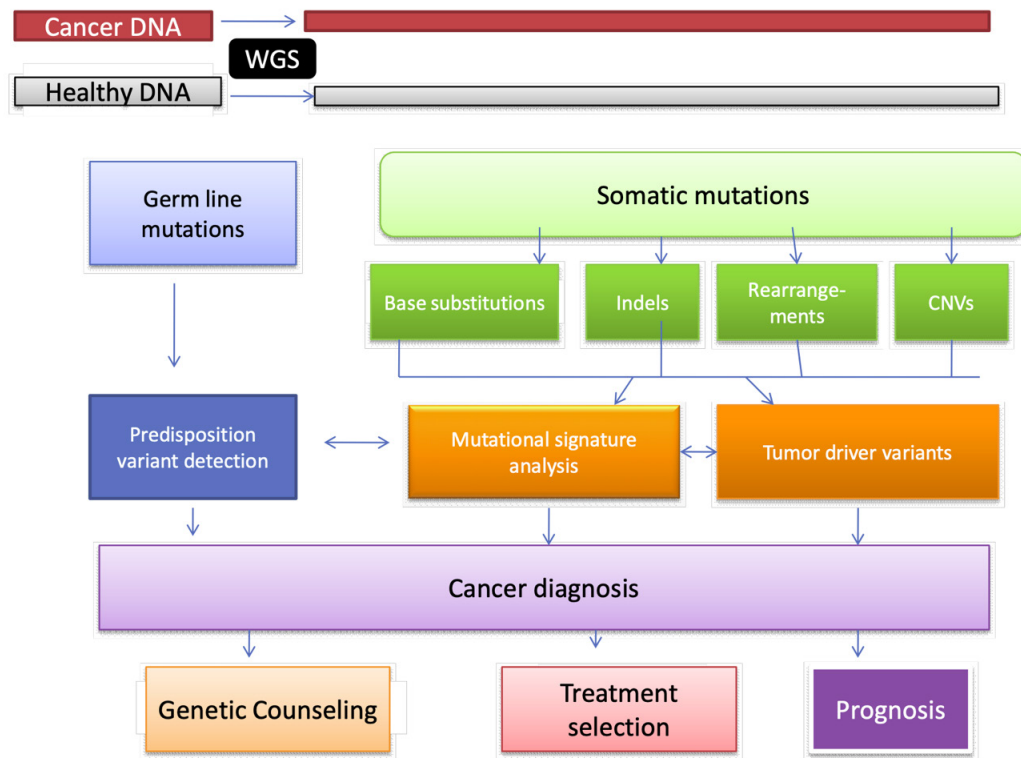 Cancer DNA
WGS
Healthy DNA
Germ line
mutations
Somatic mutations
Base substitutions
Indels
Rearrange-
ments
CNVs
Predisposition
variant detection
Mutational signature
analysis
Tumor driver variants
Cancer diagnosis
Genetic Counseling
Treatment
selection
Prognosis